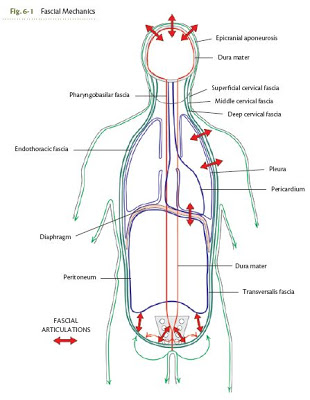 Fig. 6-1 Fascial Mechanics
Epicranial aponeurosis
Dura mater
Pharyngobasilar fascia
Superficial cervical fascia
Middle cervical fascia
Deep cervical fascia
Endothoracic fascia
Pleura
Pericardium
Diaphragm
Dura mater
Peritoneum
Transversalis fascia
FASCIAL
ARTICULATIONS